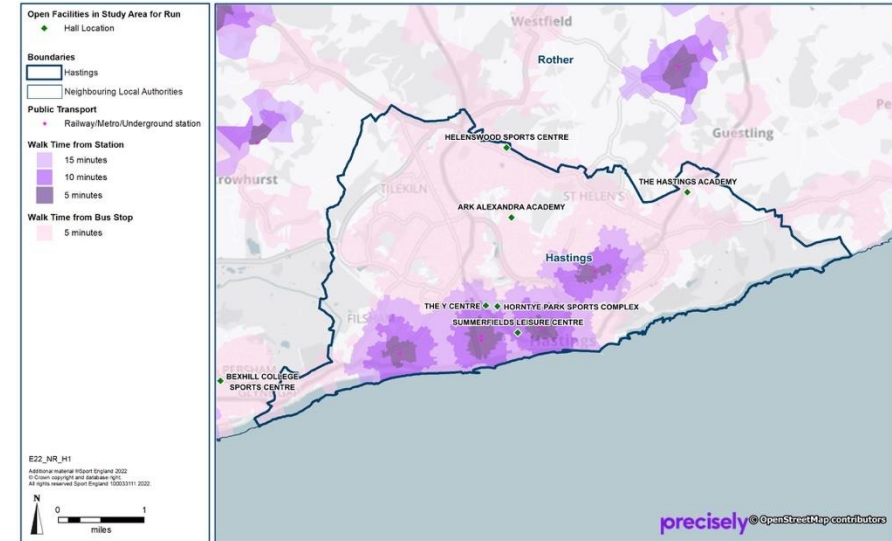 Open Facilities in Study Area for Run
Hall Location
Boundaries
Hastings
Neighbouring Local Authorities
Public Transport
Railway/Metro/Underground station
Walk Time from Station
15 minutes
10 minutes
5 minutes
Walk Time from Bus Stop
5 minutes
E22_NR_H1
Additional material ©Sport England 2022
© Crown copyright and database right.
All rights reserved Sport England 100033111 2022.
N
0 1
miles
Westfield
Rother
Guestling
HELENSWOOD SPORTS CENTRE
Crowhurst
THE HASTINGS ACADEMY
TILEKILN
ST HELEN'S
ARK ALEXANDRA ACADEMY
Hastings
THE Y CENTRE
HORNTYE PARK SPORTS COMPLEX
SUMMERFIELDS LEISURE CENTRE
Hastings
BEXHILL COLLEGE
SPORTS CENTRE
precisely © OpenStreetMap contributors